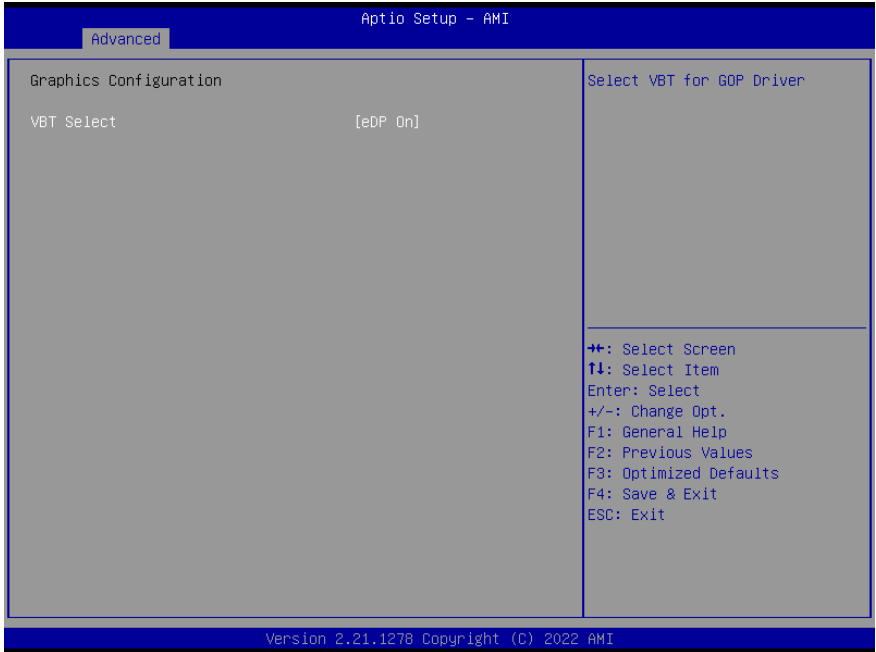 Aptio Setup – AMI
Advanced
Graphics Configuration
VBT Select [eDP On]
Select VBT for GOP Driver
→←: Select Screen
↑↓: Select Item
Enter: Select
+/-: Change Opt.
F1: General Help
F2: Previous Values
F3: Optimized Defaults
F4: Save & Exit
ESC: Exit
Version 2.21.1278 Copyright (C) 2022 AMI